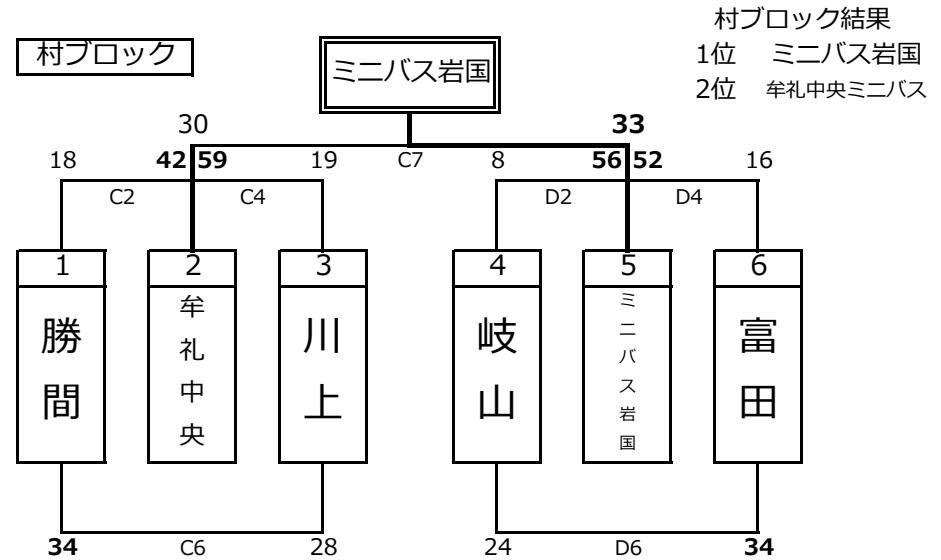 村ブロック
ミニバス岩国
村ブロック結果
1位 ミニバス岩国
2位 牟礼中央ミニバス
30 33
18 42 59 19 C7 8 56 52 16
C2 C4 D2 D4
1 2 3 4 5 6
勝間
牟礼中央
川上
岐山
ミニバス岩国
富田
34 C6 28 24 D6 34